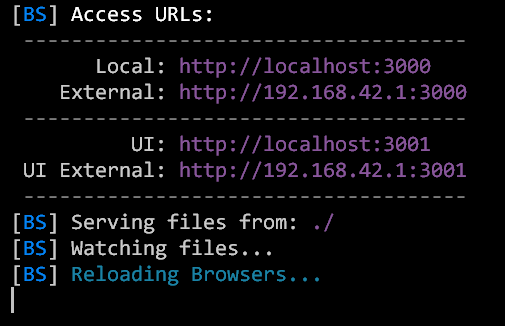 [BS] Access URLs:
--------------------------------------
Local: http://localhost:3000
External: http://192.168.42.1:3000
--------------------------------------
UI: http://localhost:3001
UI External: http://192.168.42.1:3001
--------------------------------------
[BS] Serving files from: ./
[BS] Watching files...
[BS] Reloading Browsers...